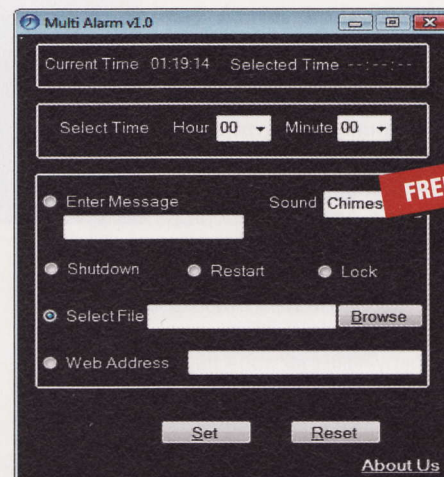 Multi Alarm v1.0
Current Time 01:19:14 Selected Time --:--:--
Select Time Hour 00 Minute 00
Enter Message Sound Chimes
FREE
Shutdown Restart Lock
Select File Browse
Web Address
Set Reset
About Us